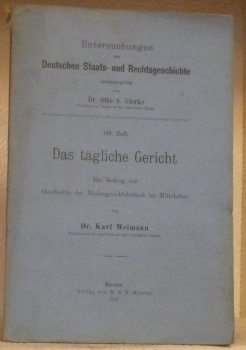 Untersuchungen
zur
Deutschen Staats- und Rechtsgeschichte
herausgegeben
von
Dr. Otto v. Gierke
Heft
Das tägliche Gericht
Ein Beitrag zur
Geschichte der Niedergerichtsbarkeit im Mittelalter
von
Dr. Karl Weimann
Breslau
Verlag von M. & H. Marcus